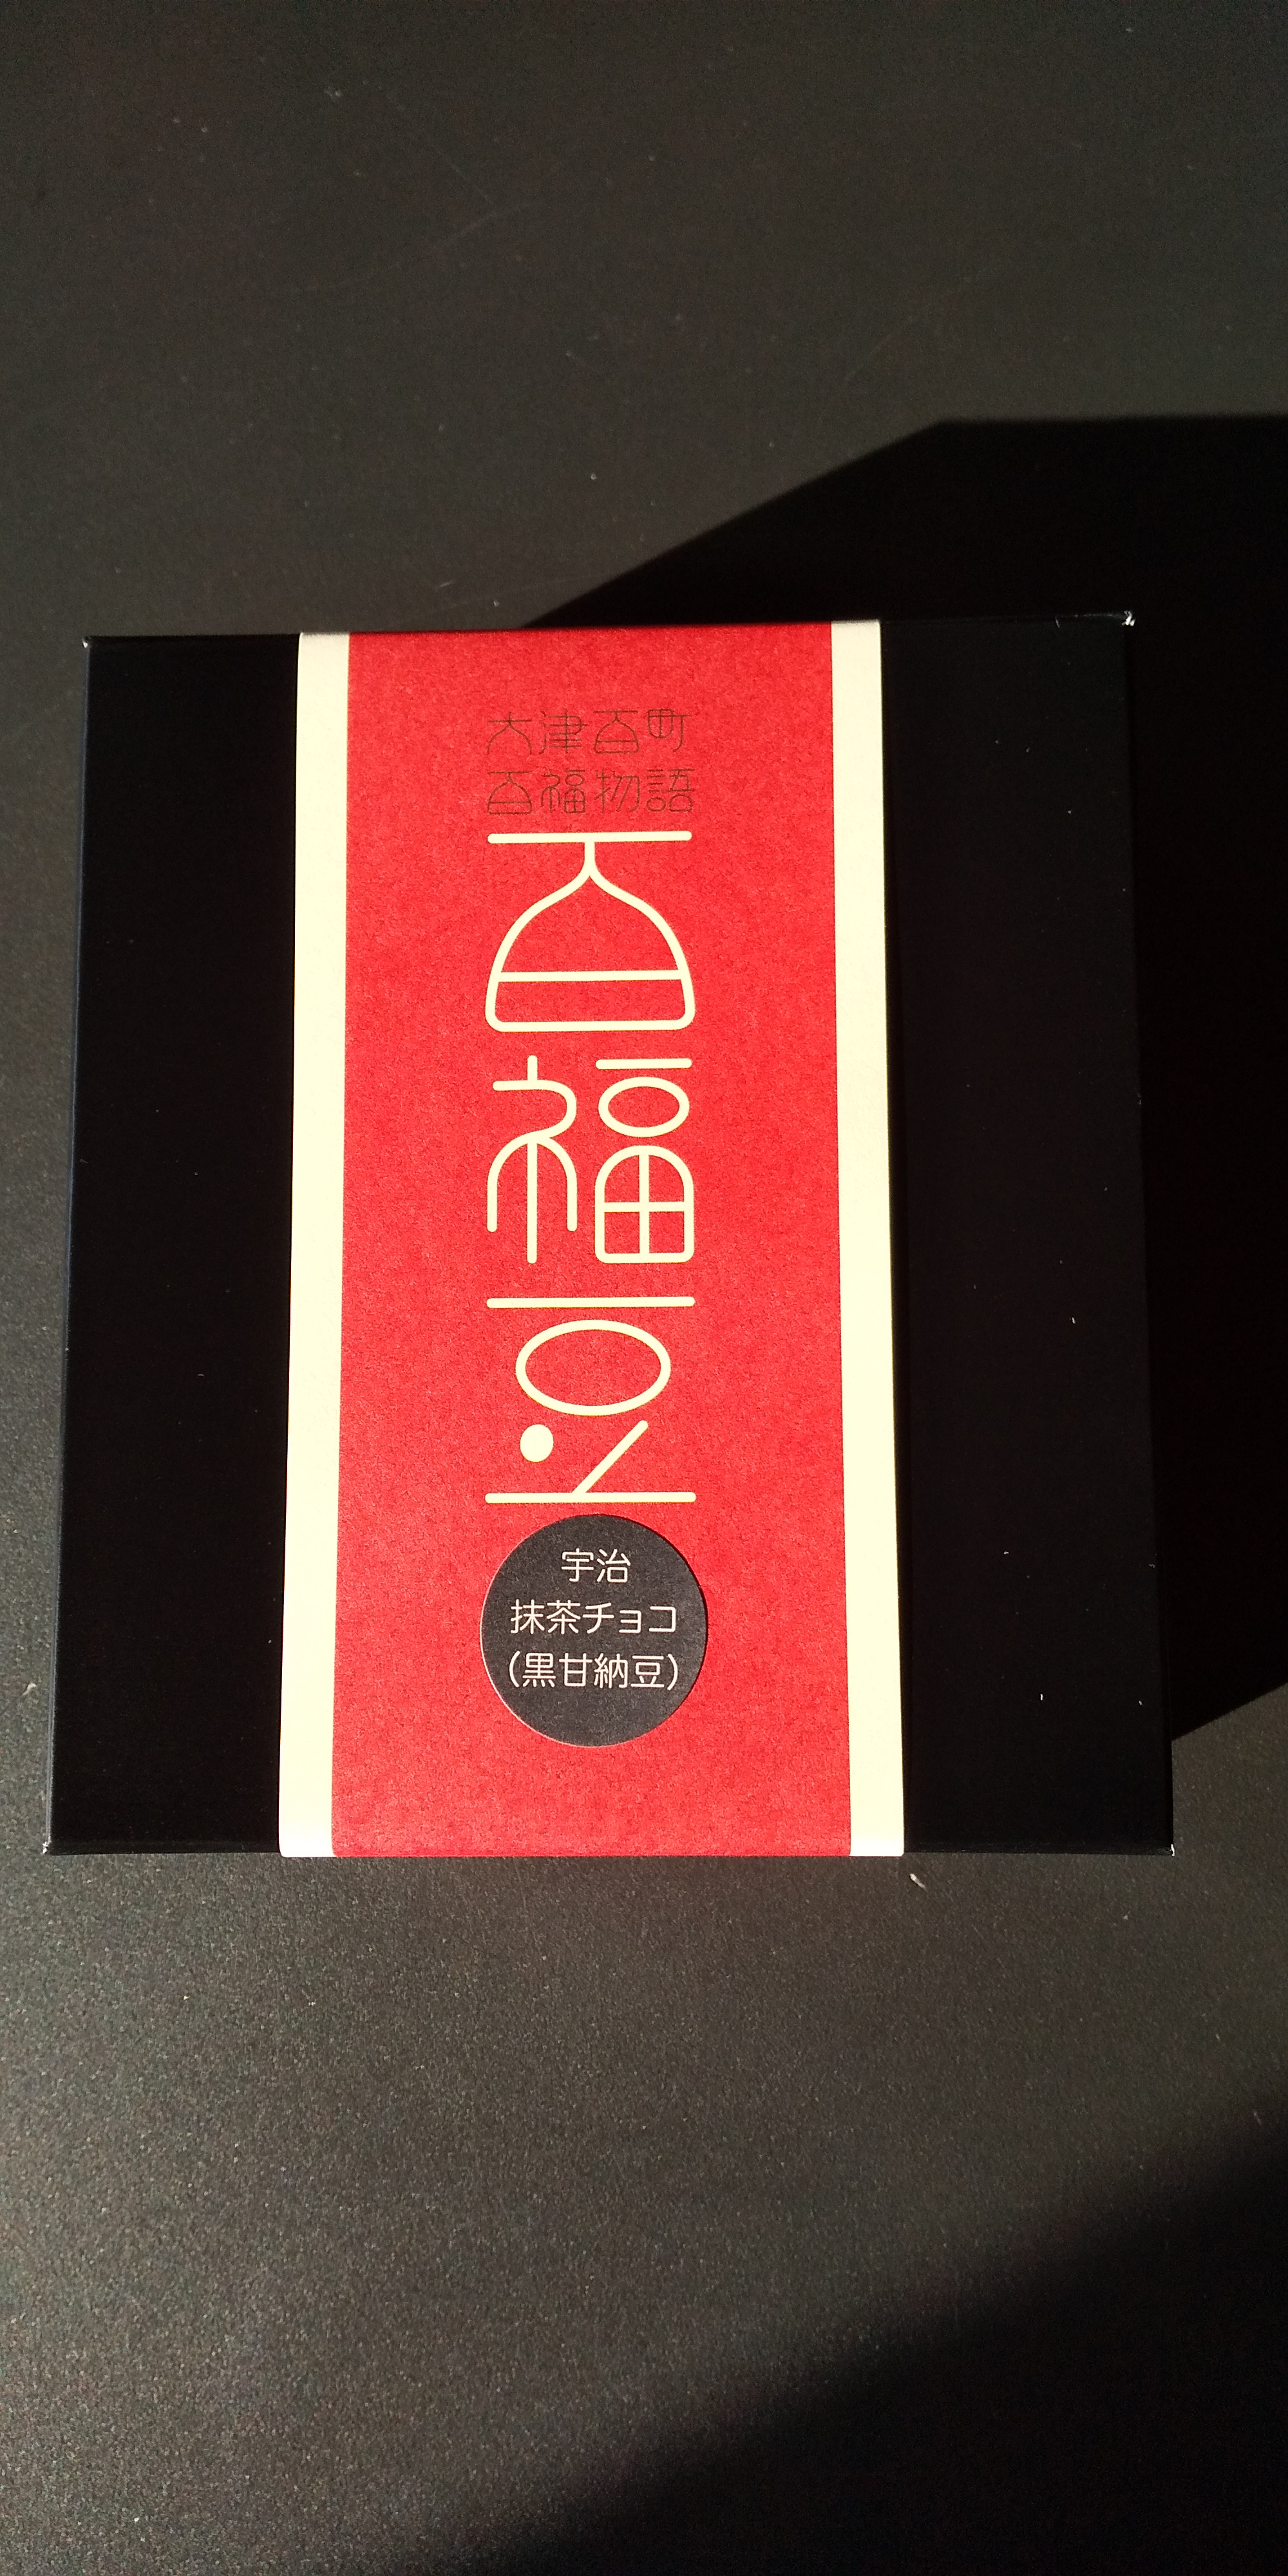 大津百町
百福物語
百福豆
宇治
抹茶チョコ
(黒甘納豆)